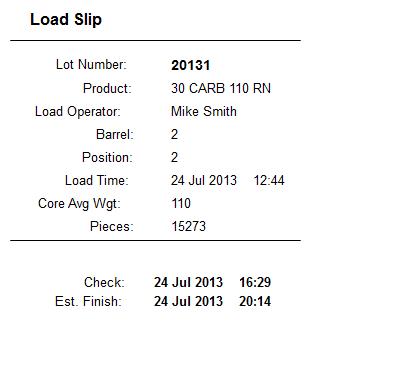 Load Slip
Lot Number: 20131
Product: 30 CARB 110 RN
Load Operator: Mike Smith
Barrel: 2
Position: 2
Load Time: 24 Jul 2013 12:44
Core Avg Wgt: 110
Pieces: 15273
Check: 24 Jul 2013 16:29
Est. Finish: 24 Jul 2013 20:14